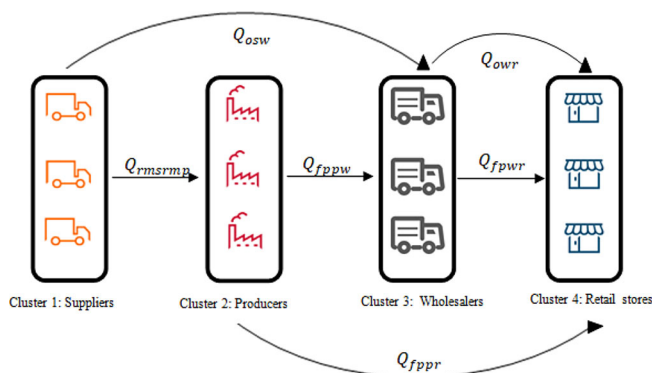 Q_osw
Q_owr
Q_rmsrmp
Q_fppw
Q_fpwr
Cluster 1: Suppliers
Cluster 2: Producers
Cluster 3: Wholesalers
Cluster 4: Retail stores
Q_fppr